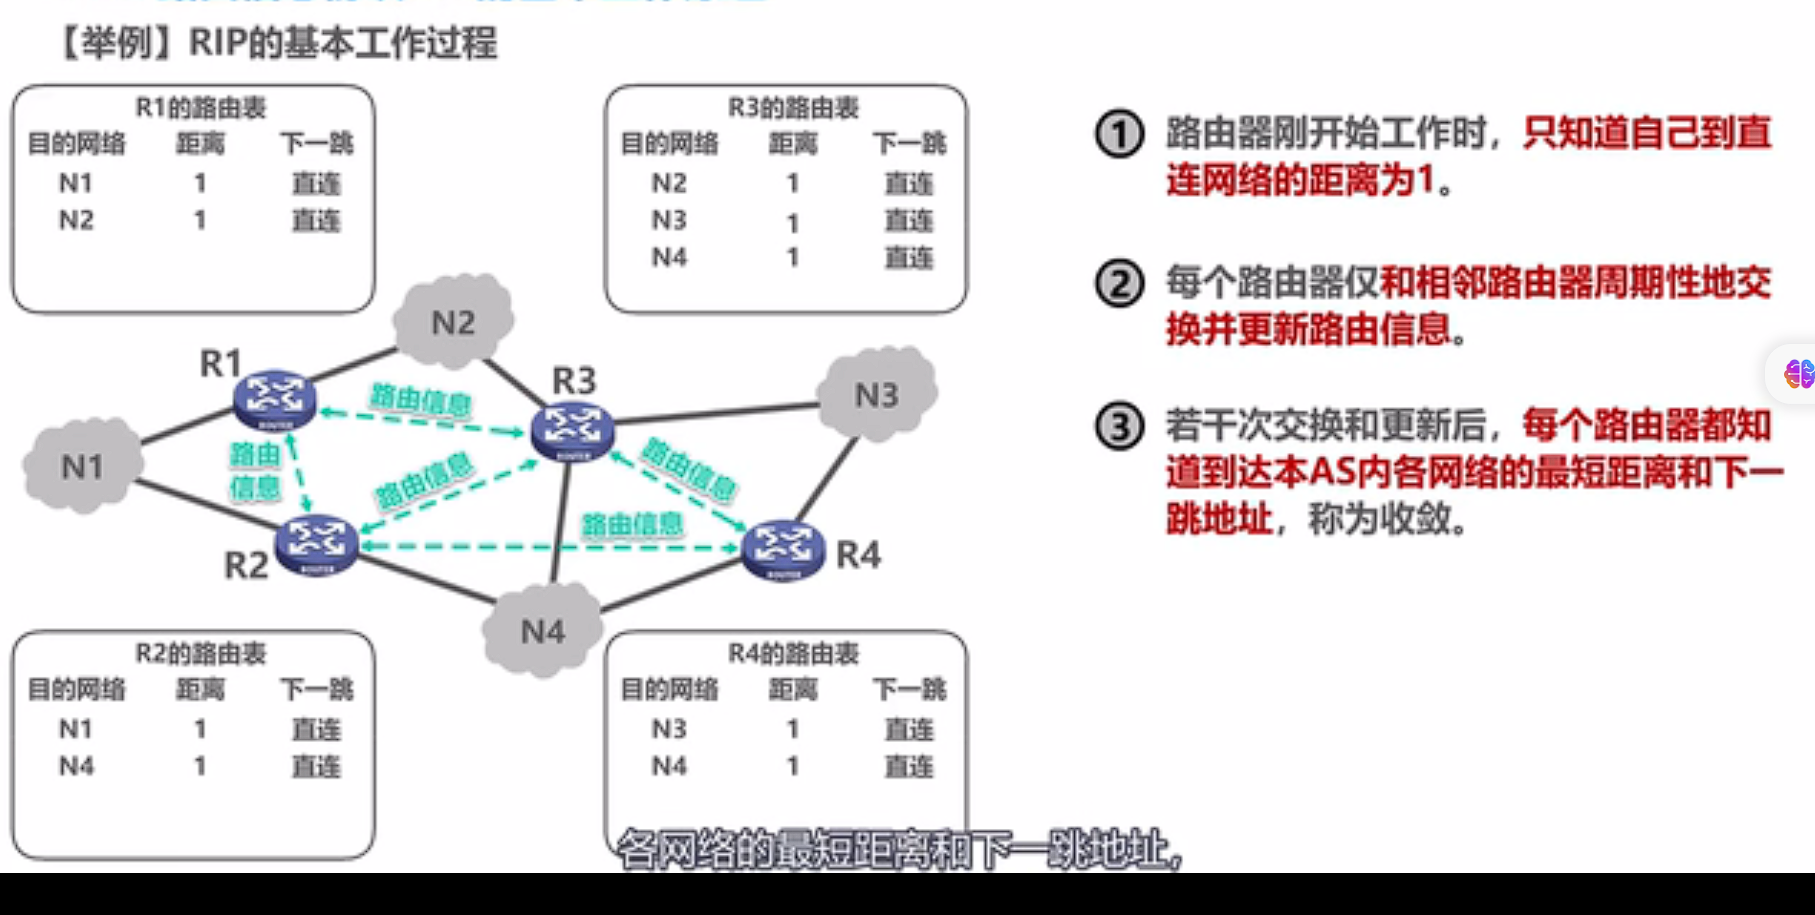 【举例】RIP的基本工作过程
R1的路由表
目的网络 距离 下一跳
N1 1 直连
N2 1 直连
R3的路由表
目的网络 距离 下一跳
N2 1 直连
N3 1 直连
N4 1 直连
N2
R1
R3
N3
路由信息
N1
路由
信息
路由信息
路由信息
路由信息
R2
R4
N4
R2的路由表
目的网络 距离 下一跳
N1 1 直连
N4 1 直连
R4的路由表
目的网络 距离 下一跳
N3 1 直连
N4 1 直连
① 路由器刚开始工作时，只知道自己到直
连网络的距离为1。
② 每个路由器仅和相邻路由器周期性地交
换并更新路由信息。
③ 若干次交换和更新后，每个路由器都知
道到达本AS内各网络的最短距离和下一
跳地址，称为收敛。
各网络的最短距离和下一跳地址，
ROUTER
ROUTER
ROUTER
ROUTER